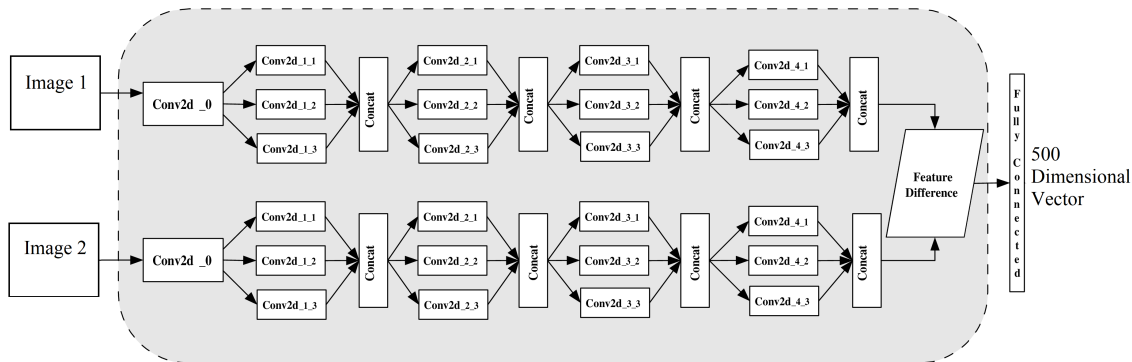 Image 1
Conv2d _0
Conv2d_1_1
Conv2d_1_2
Conv2d_1_3
Concat
Conv2d_2_1
Conv2d_2_2
Conv2d_2_3
Concat
Conv2d_3_1
Conv2d_3_2
Conv2d_3_3
Concat
Conv2d_4_1
Conv2d_4_2
Conv2d_4_3
Concat
Image 2
Conv2d _0
Conv2d_1_1
Conv2d_1_2
Conv2d_1_3
Concat
Conv2d_2_1
Conv2d_2_2
Conv2d_2_3
Concat
Conv2d_3_1
Conv2d_3_2
Conv2d_3_3
Concat
Conv2d_4_1
Conv2d_4_2
Conv2d_4_3
Concat
Feature
Difference
Fully Connected
500
Dimensional
Vector